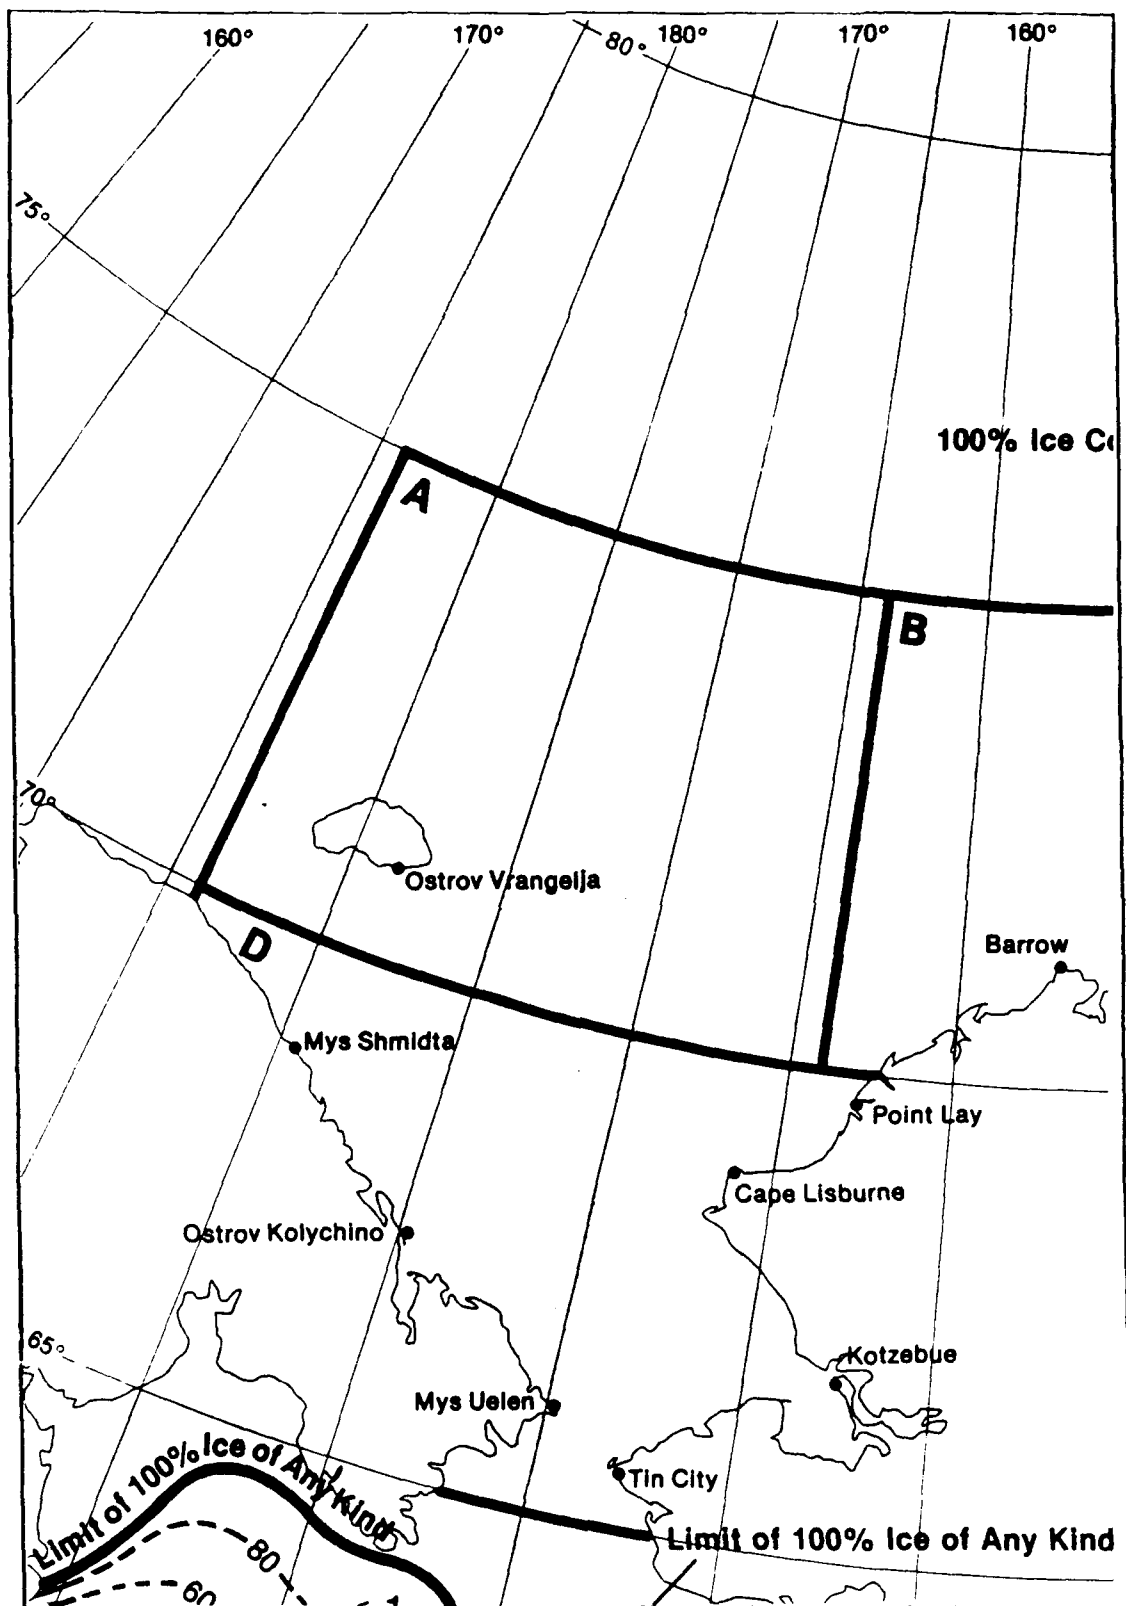 160° 170° 80° 180° 170° 160°
75°
100% Ice Co
A
B
70°
Ostrov Vrangelja
D
Barrow
Mys Shmidta
Point Lay
Cape Lisburne
Ostrov Kolychino
65°
Kotzebue
Mys Uelen
Tin City
Limit of 100% Ice of Any Kind
Limit of 100% Ice of Any Kind
80
60